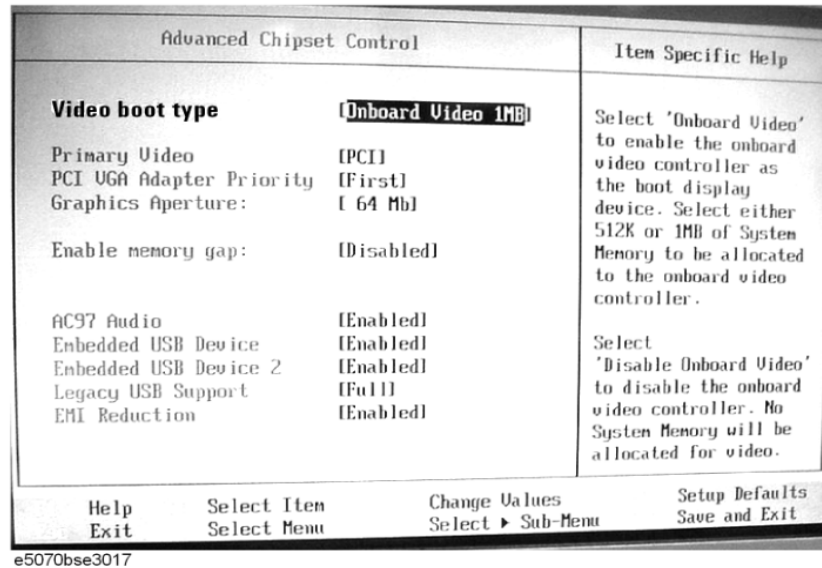 Advanced Chipset Control
Item Specific Help
Video boot type [Onboard Video 1MB]
Primary Video [PCI]
PCI VGA Adapter Priority [First]
Graphics Aperture: [ 64 Mb]
Enable memory gap: [Disabled]
AC97 Audio [Enabled]
Embedded USB Device [Enabled]
Embedded USB Device 2 [Enabled]
Legacy USB Support [Full]
EMI Reduction [Enabled]
Select 'Onboard Video'
to enable the onboard
video controller as
the boot display
device. Select either
512K or 1MB of System
Memory to be allocated
to the onboard video
controller.
Select
'Disable Onboard Video'
to disable the onboard
video controller. No
System Memory will be
allocated for video.
Help Select Item Change Values Setup Defaults
Exit Select Menu Select ▸ Sub-Menu Save and Exit
e5070bse3017